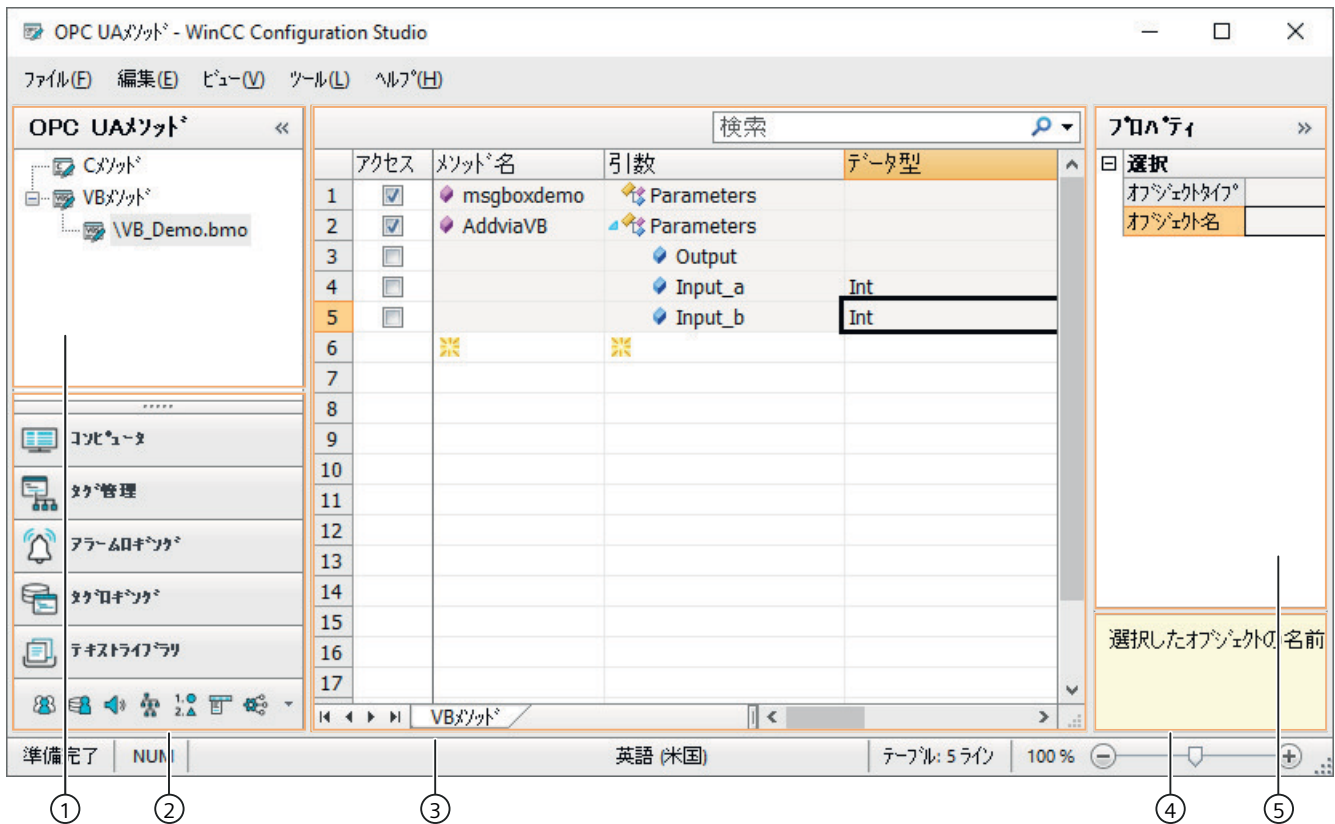 OPC UAﾒｿｯﾄﾞ - WinCC Configuration Studio
ﾌｧｲﾙ(F) 編集(E) ﾋﾞｭｰ(V) ﾂｰﾙ(L) ﾍﾙﾌﾟ(H)
OPC UAﾒｿｯﾄﾞ «
Cﾒｿｯﾄﾞ
VBﾒｿｯﾄﾞ
\VB_Demo.bmo
ｺﾝﾋﾟｭｰﾀ
ﾀｸﾞ管理
ｱﾗｰﾑﾛｷﾞﾝｸﾞ
ﾀｸﾞﾛｷﾞﾝｸﾞ
ﾃｷｽﾄﾗｲﾌﾞﾗﾘ
検索
ｱｸｾｽ ﾒｿｯﾄﾞ名 引数 ﾃﾞｰﾀ型
1 msgboxdemo Parameters
2 AddviaVB Parameters
3 Output
4 Input_a Int
5 Input_b Int
6
7
8
9
10
11
12
13
14
15
16
17
VBﾒｿｯﾄﾞ
ﾌﾟﾛﾊﾟﾃｨ »
選択
ｵﾌﾞｼﾞｪｸﾄﾀｲﾌﾟ
ｵﾌﾞｼﾞｪｸﾄ名
選択したｵﾌﾞｼﾞｪｸﾄの名前
準備完了 NUM 英語 (米国) ﾃｰﾌﾞﾙ: 5 ﾗｲﾝ 100 %
① ② ③ ④ ⑤